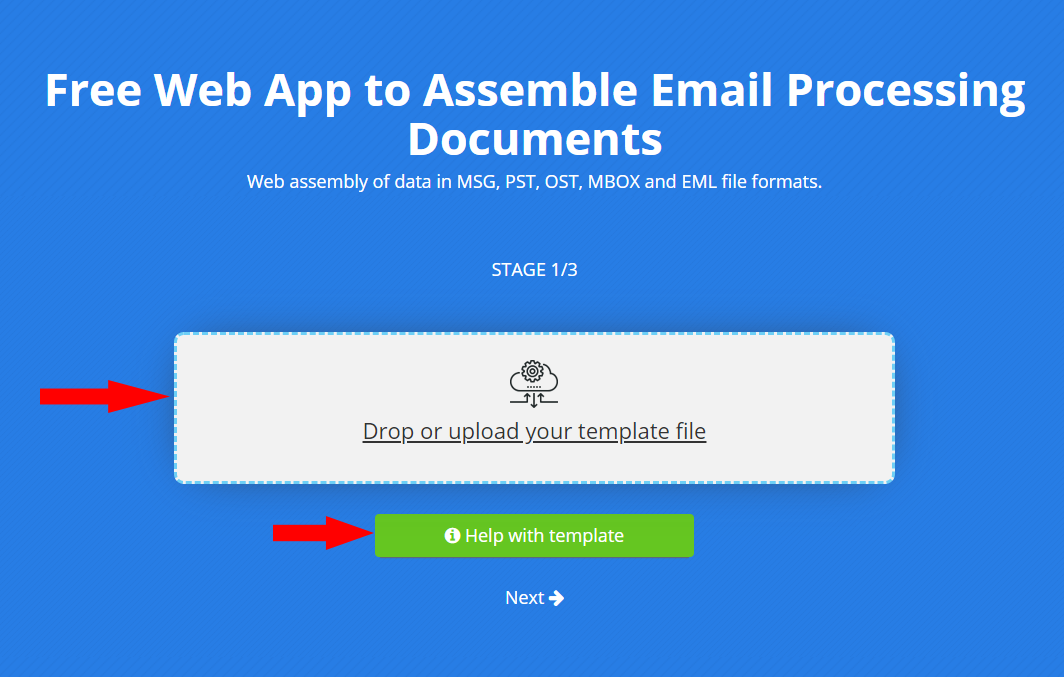 Free Web App to Assemble Email Processing
Documents
Web assembly of data in MSG, PST, OST, MBOX and EML file formats.
STAGE 1/3
Drop or upload your template file
Help with template
Next